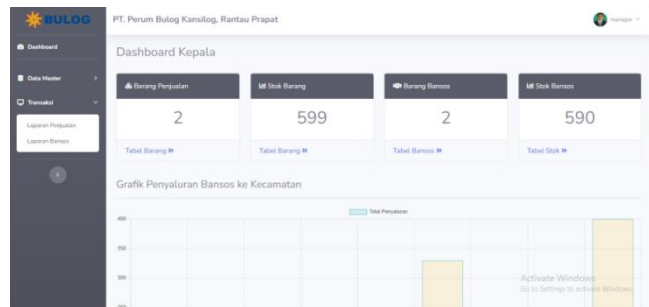 BULOG
PT. Perum Bulog Kansilog, Rantau Prapat
manager
Dashboard
Dashboard Kepala
Data Master
Transaksi
Laporan Penjualan
Laporan Bansos
Barang Penjualan
Stok Barang
Barang Bansos
Stok Bansos
2
599
2
590
Tabel Barang
Tabel Barang
Tabel Bansos
Tabel Stok
Grafik Penyaluran Bansos ke Kecamatan
Total Penyaluran
400
350
300
250
Activate Windows
Go to Settings to activate Windows.